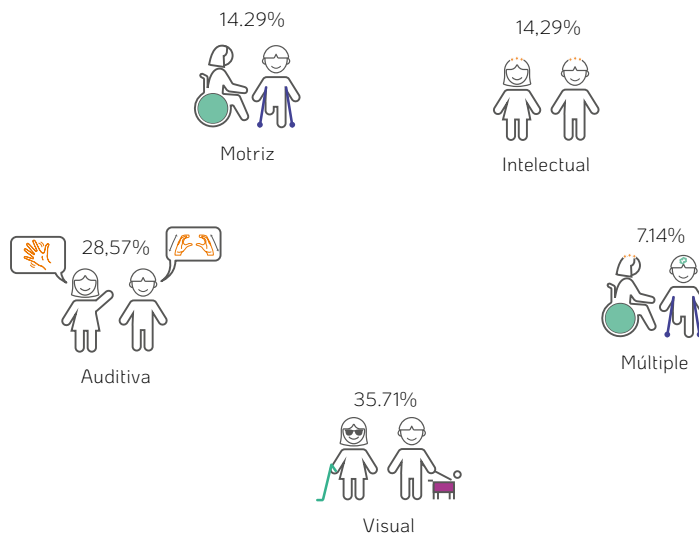 14.29%
Motriz
14,29%
Intelectual
28,57%
Auditiva
7.14%
Múltiple
35.71%
Visual